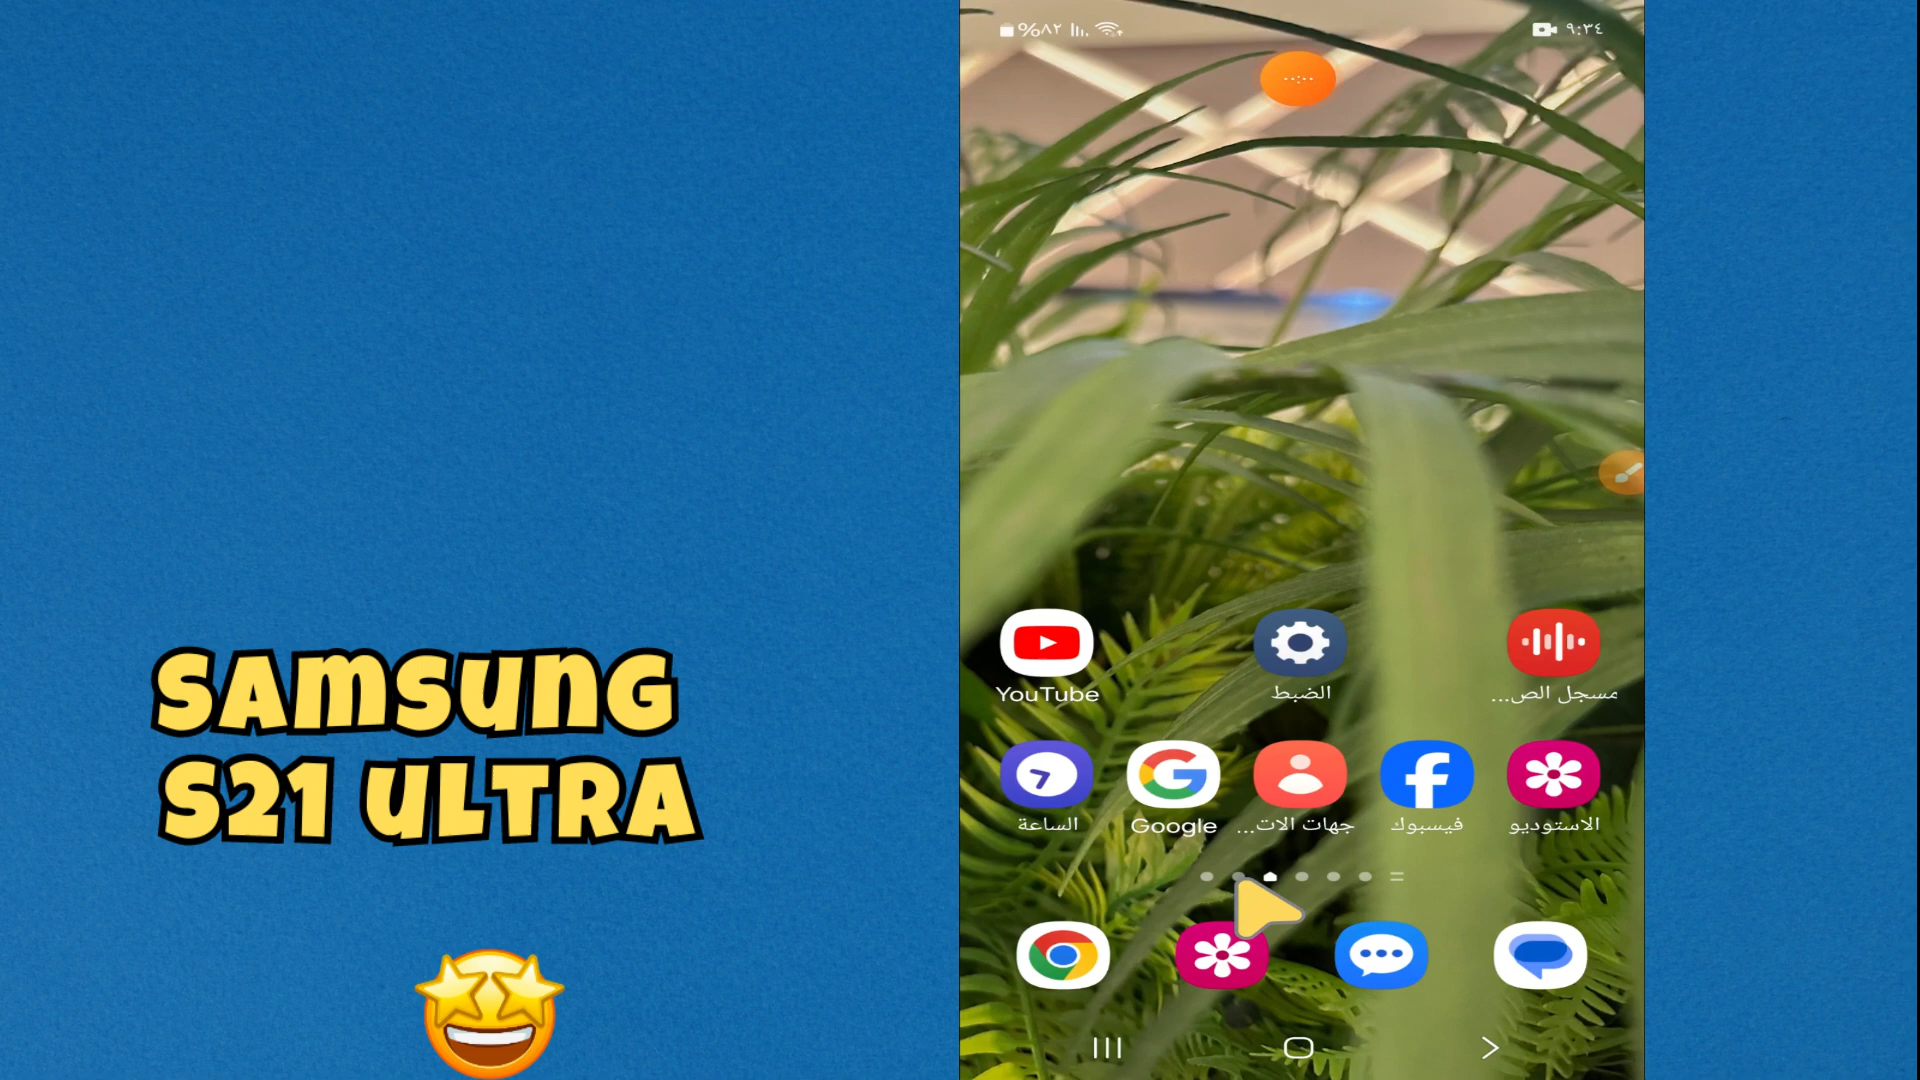 %٨٢
٩:٣٤
YouTube
الضبط
مسجل الص...
الساعة
Google
جهات الات...
فيسبوك
الاستوديو
SAMSUNG
S21 ULTRA